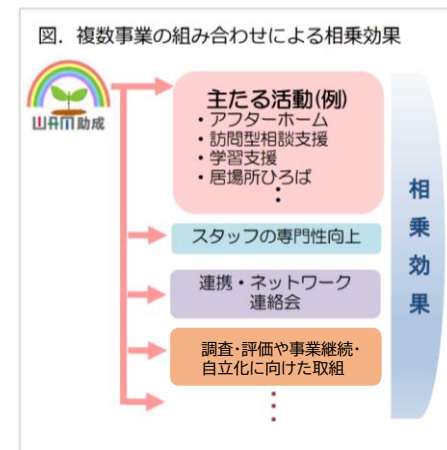 図．複数事業の組み合わせによる相乗効果
WAM助成
主たる活動(例)
・アフターホーム
・訪問型相談支援
・学習支援
・居場所ひろば
スタッフの専門性向上
連携・ネットワーク
連絡会
調査・評価や事業継続・
自立化に向けた取組
相乗効果